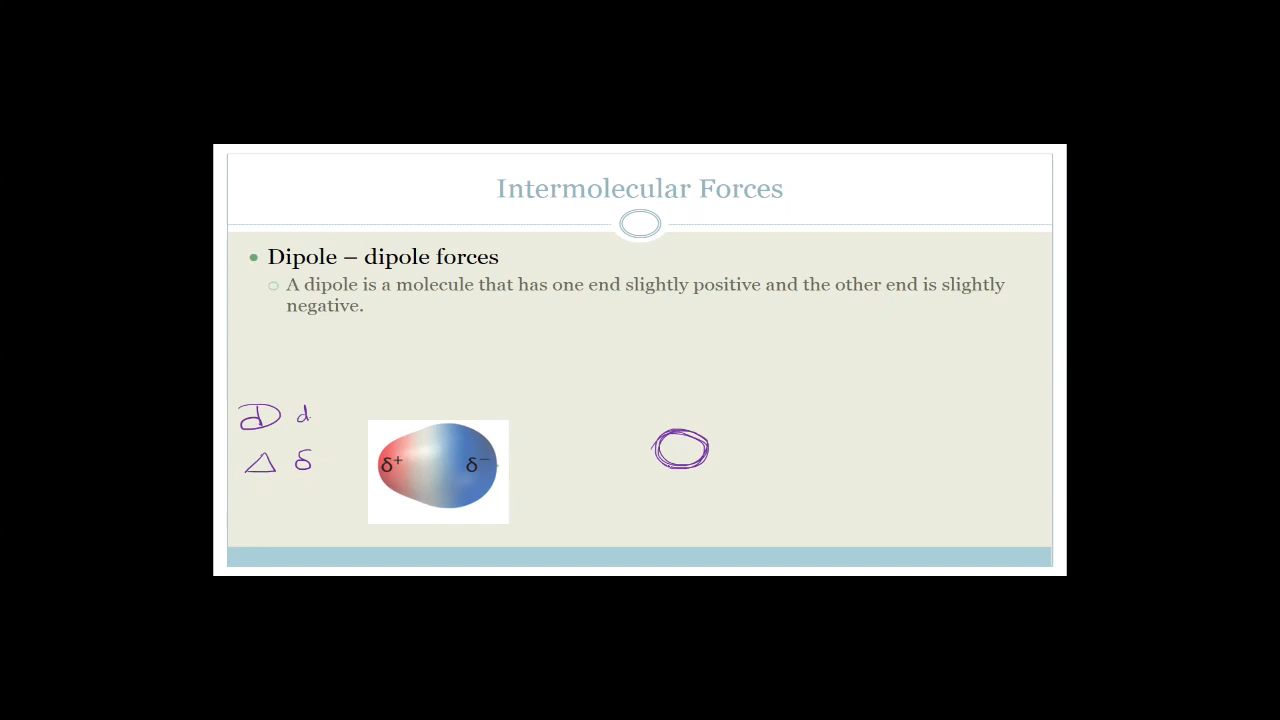 Intermolecular Forces
Dipole – dipole forces
A dipole is a molecule that has one end slightly positive and the other end is slightly
negative.
D d
Δ δ
δ⁺ δ⁻